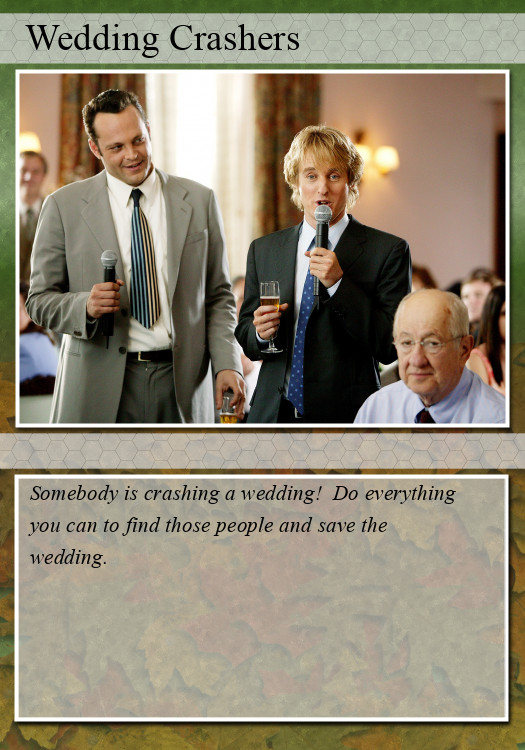 Wedding Crashers
Somebody is crashing a wedding!  Do everything
you can to find those people and save the
wedding.